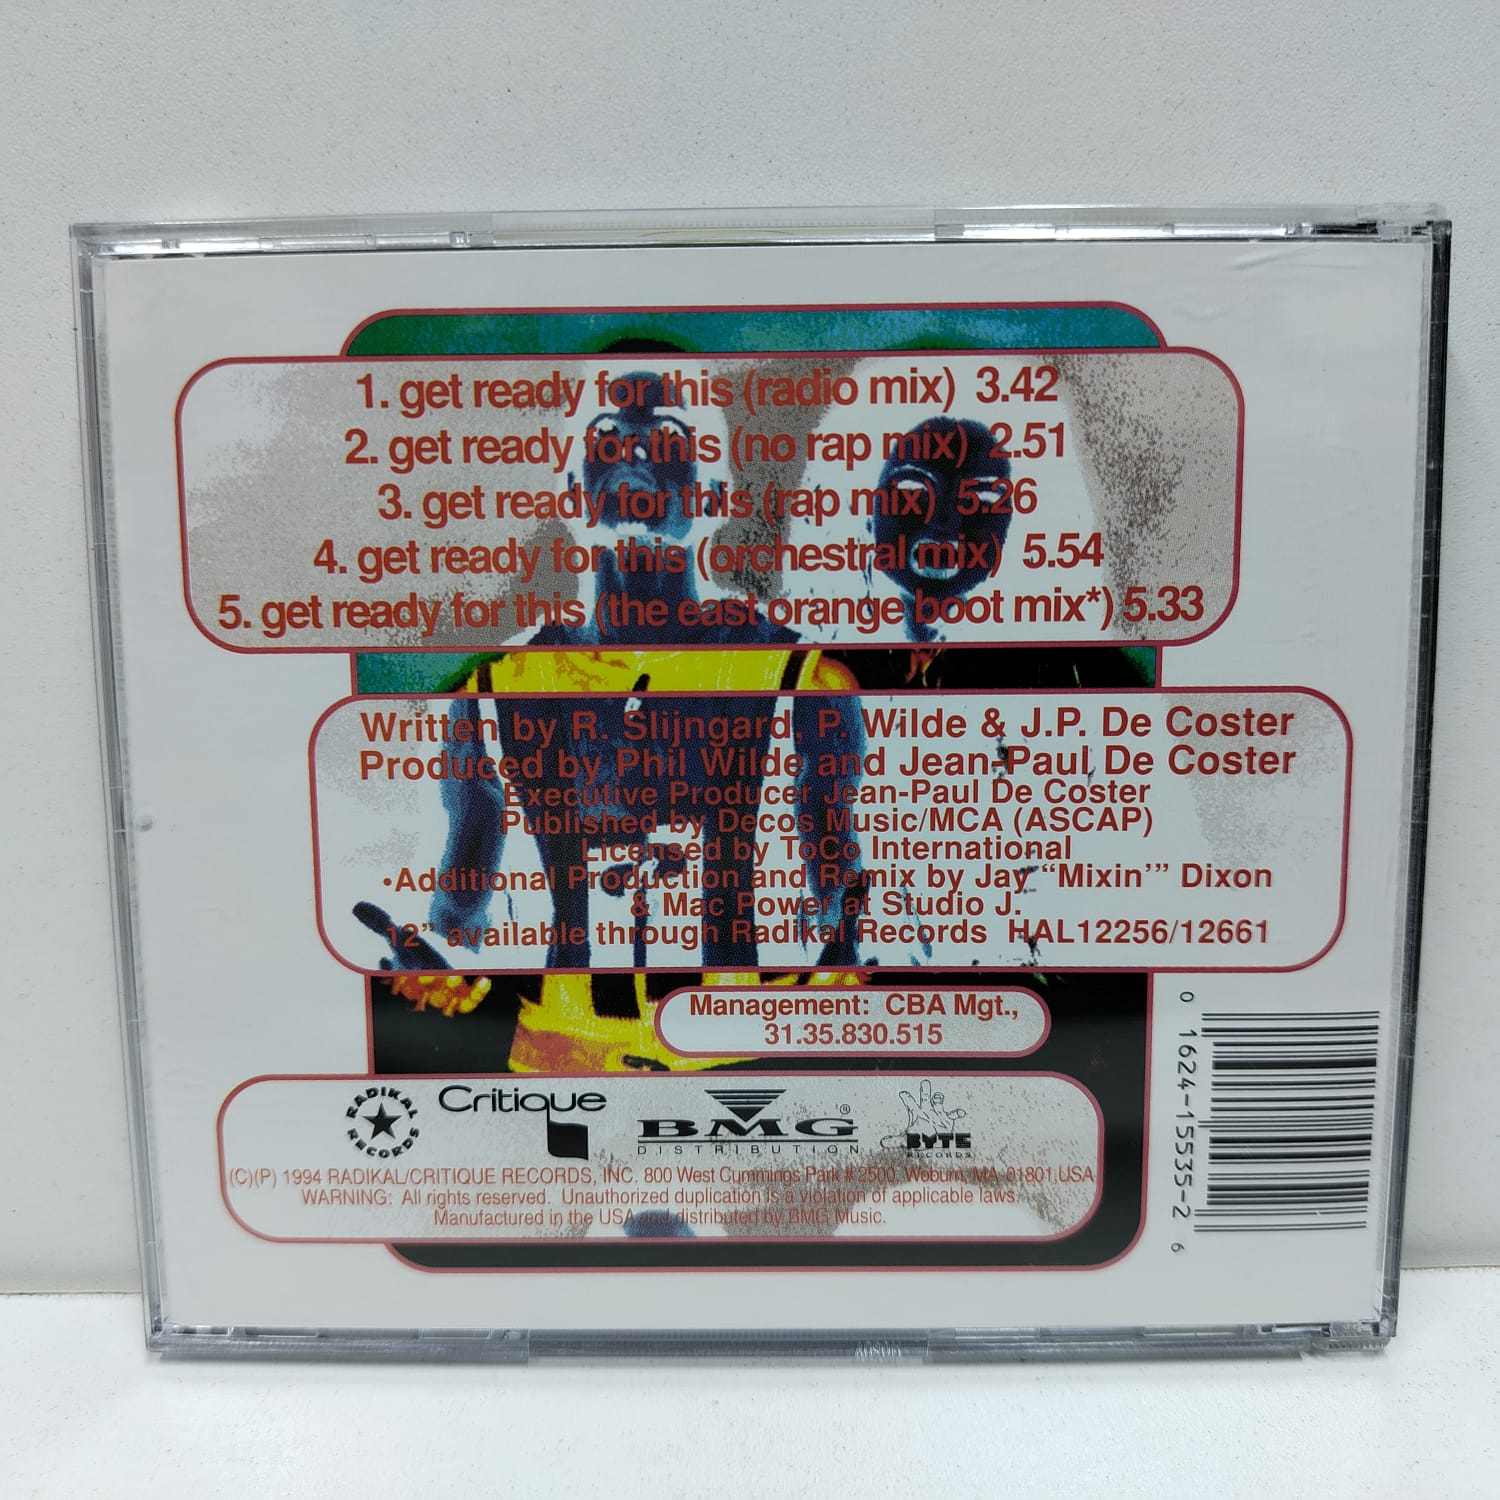 1. get ready for this (radio mix) 3.42
2. get ready for this (no rap mix) 2.51
3. get ready for this (rap mix) 5.26
4. get ready for this (orchestral mix) 5.54
5. get ready for this (the east orange boot mix*) 5.33
Written by R. Slijngard, P. Wilde & J.P. De Coster
Produced by Phil Wilde and Jean-Paul De Coster
Executive Producer Jean-Paul De Coster
Published by Decos Music/MCA (ASCAP)
Licensed by ToCo International
•Additional Production and Remix by Jay “Mixin’” Dixon
& Mac Power at Studio J.
12” available through Radikal Records HAL12256/12661
Management: CBA Mgt.,
31.35.830.515
RADIKAL RECORDS
Critique
BMG®
DISTRIBUTION
BYTE
RECORDS
(C)(P) 1994 RADIKAL/CRITIQUE RECORDS, INC. 800 West Cummings Park # 2500, Woburn, MA 01801 USA
WARNING: All rights reserved. Unauthorized duplication is a violation of applicable laws.
Manufactured in the USA and distributed by BMG Music.
0 1624-15535-2 6